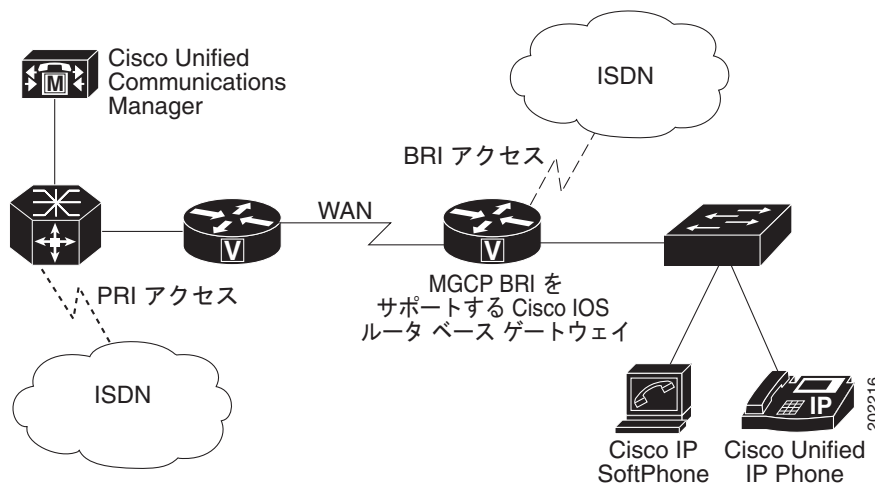 Cisco Unified
Communications
Manager
M
ISDN
BRI アクセス
WAN
V
V
MGCP BRI を
サポートする Cisco IOS
ルータ ベース ゲートウェイ
PRI アクセス
ISDN
IP
Cisco IP
SoftPhone
Cisco Unified
IP Phone
202216